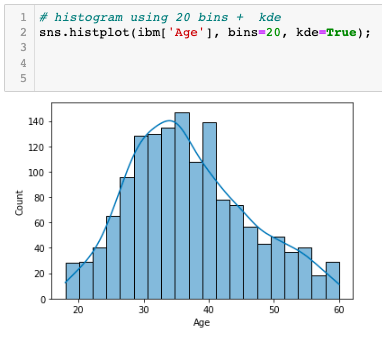 1 # histogram using 20 bins + kde
2 sns.histplot(ibm['Age'], bins=20, kde=True);
3
4
5
140
120
100
80
60
40
20
0
Count
20 30 40 50 60
Age